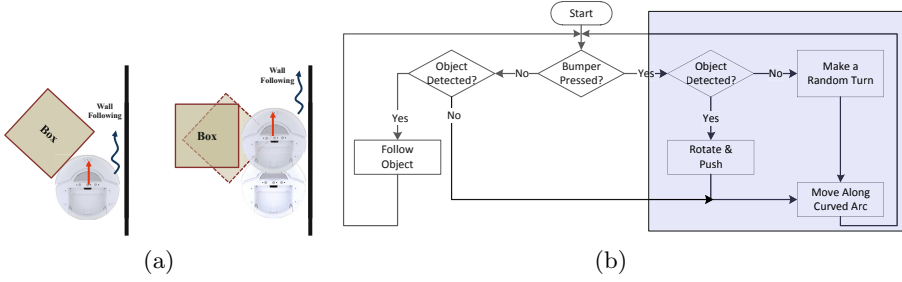 Wall
Following
Box
Wall
Following
Box
(a)
Start
Bumper
Pressed?
No
Yes
Object
Detected?
Yes
No
Follow
Object
Object
Detected?
No
Yes
Make a
Random Turn
Rotate &
Push
Move Along
Curved Arc
(b)